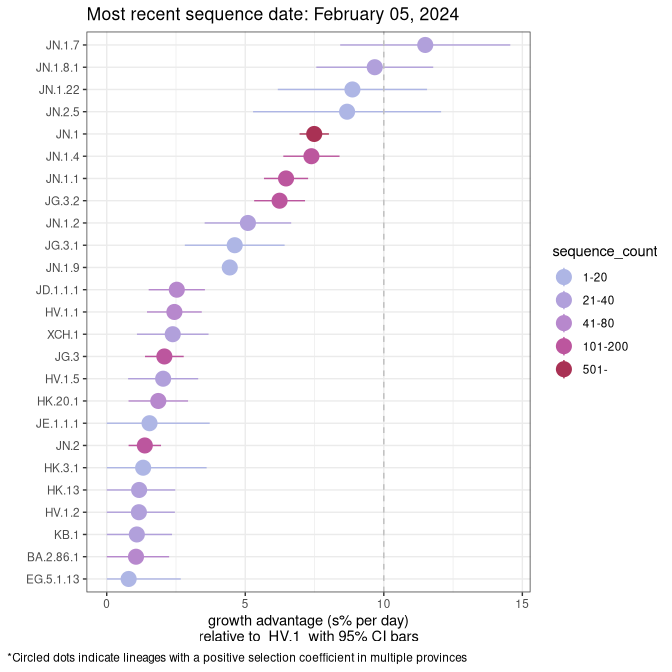 Most recent sequence date: February 05, 2024
JN.1.7
JN.1.8.1
JN.1.22
JN.2.5
JN.1
JN.1.4
JN.1.1
JG.3.2
JN.1.2
JG.3.1
JN.1.9
JD.1.1.1
HV.1.1
XCH.1
JG.3
HV.1.5
HK.20.1
JE.1.1.1
JN.2
HK.3.1
HK.13
HV.1.2
KB.1
BA.2.86.1
EG.5.1.13
0 5 10 15
growth advantage (s% per day)
relative to HV.1 with 95% CI bars
*Circled dots indicate lineages with a positive selection coefficient in multiple provinces
sequence_count
1-20
21-40
41-80
101-200
501-